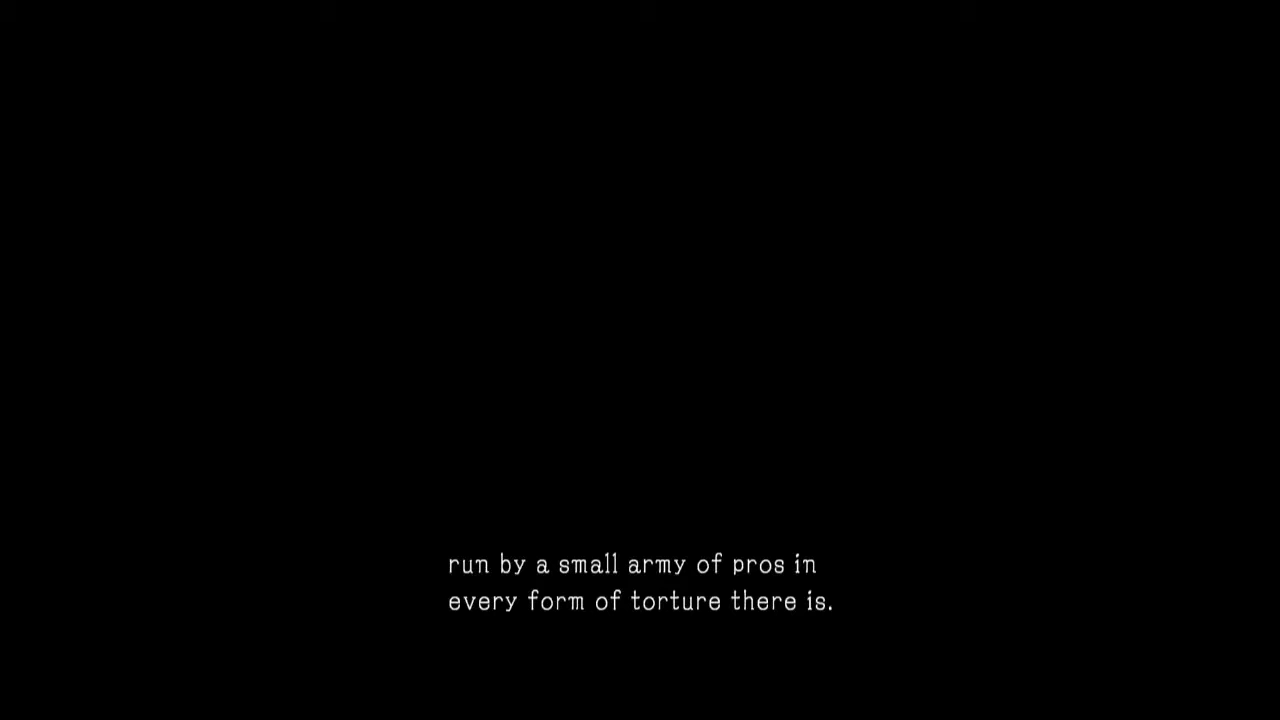 run by a small army of pros in
every form of torture there is.